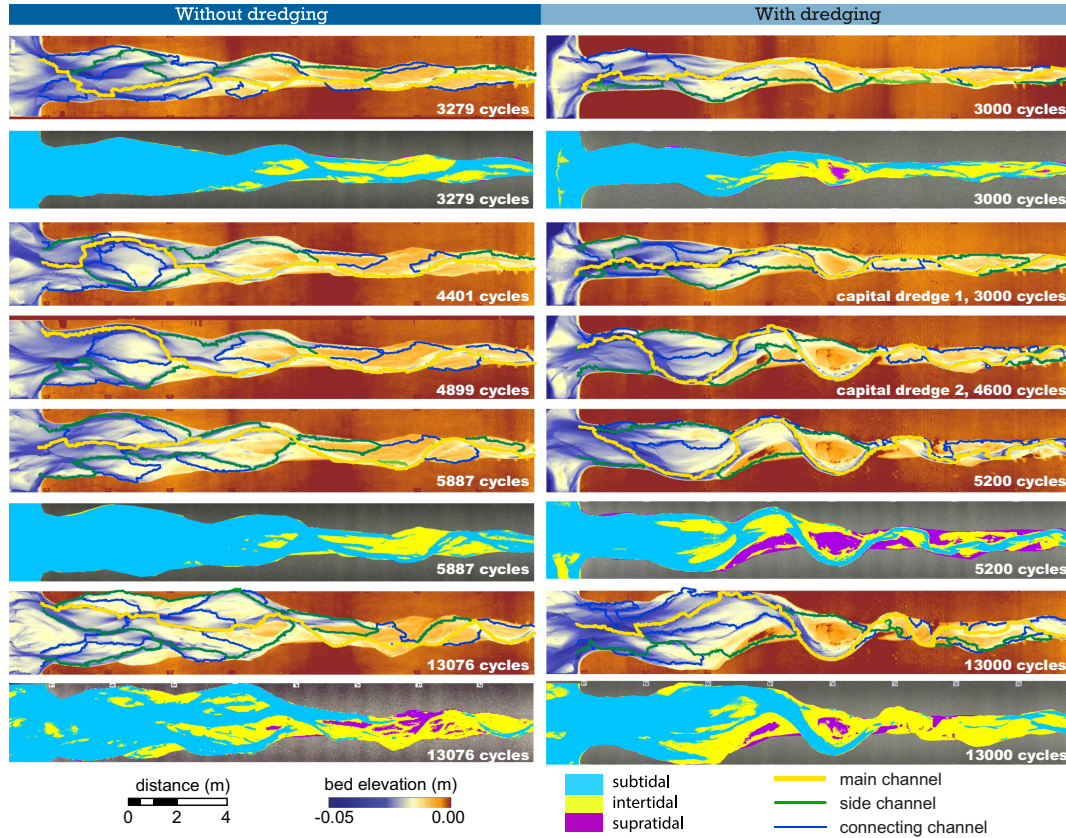 Without dredging
With dredging
3279 cycles
3000 cycles
3279 cycles
3000 cycles
4401 cycles
capital dredge 1, 3000 cycles
4899 cycles
capital dredge 2, 4600 cycles
5887 cycles
5200 cycles
5887 cycles
5200 cycles
13076 cycles
13000 cycles
13076 cycles
13000 cycles
distance (m)
0 2 4
bed elevation (m)
-0.05 0.00
subtidal
intertidal
supratidal
main channel
side channel
connecting channel